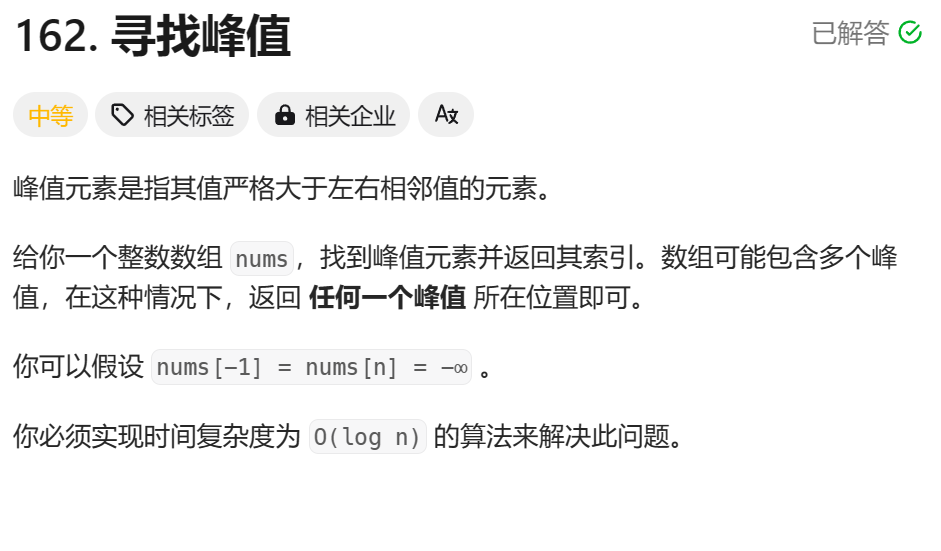 162. 寻找峰值
已解答
中等
相关标签
相关企业
A文
峰值元素是指其值严格大于左右相邻值的元素。
给你一个整数数组 nums，找到峰值元素并返回其索引。数组可能包含多个峰
值，在这种情况下，返回 任何一个峰值 所在位置即可。
你可以假设 nums[-1] = nums[n] = -∞ 。
你必须实现时间复杂度为 O(log n) 的算法来解决此问题。